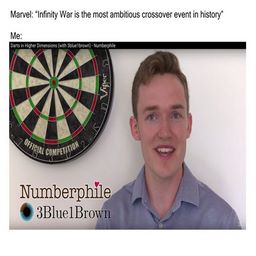 Marvel: “Infinity War is the most ambitious crossover event in history”
Me:
Darts in Higher Dimensions (with 3blue1brown) - Numberphile
Viper
OFFICIAL COMPETITION
Numberphile
3Blue1Brown